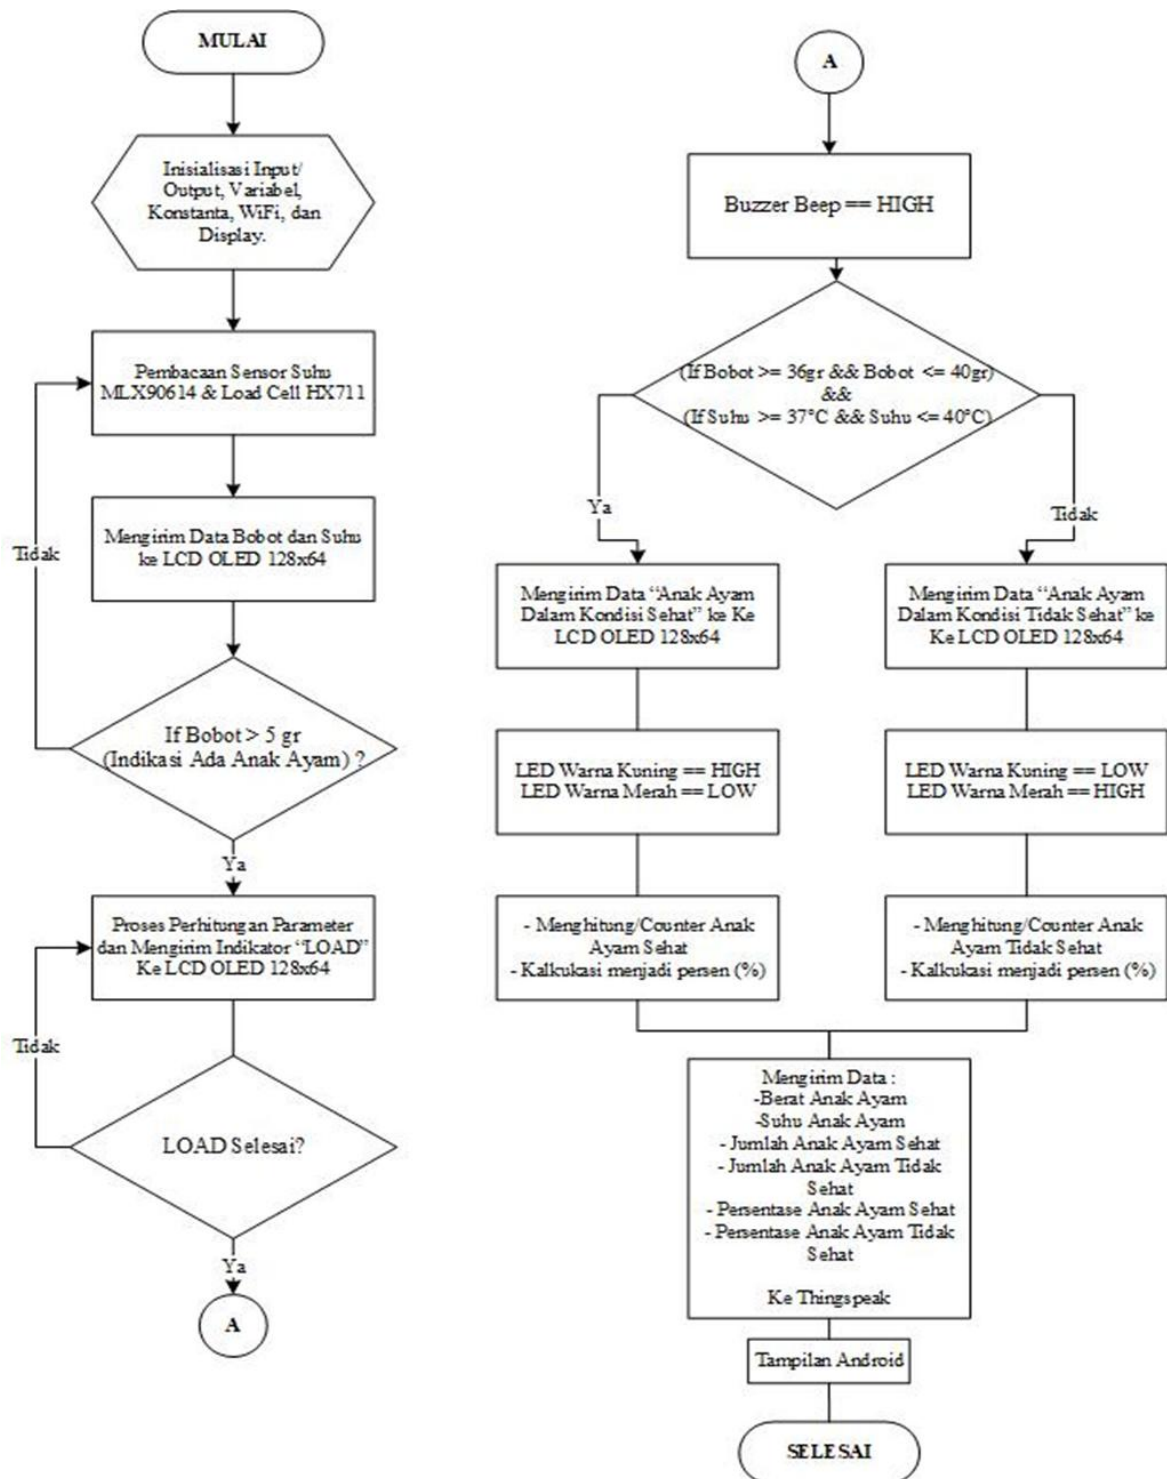 MULAI
Inisialisasi Input/
Output, Variabel,
Konstanta, WiFi, dan
Display.
Pembacaan Sensor Suhu
MLX90614 & Load Cell HX711
Mengirim Data Bobot dan Suhu
ke LCD OLED 128x64
Tidak
If Bobot > 5 gr
(Indikasi Ada Anak Ayam) ?
Ya
Proses Perhitungan Parameter
dan Mengirim Indikator “LOAD”
Ke LCD OLED 128x64
Tidak
LOAD Selesai?
Ya
A
A
Buzzer Beep == HIGH
(If Bobot >= 36gr && Bobot <= 40gr)
&&
(If Suhu >= 37°C && Suhu <= 40°C)
Ya
Tidak
Mengirim Data “Anak Ayam
Dalam Kondisi Sehat” ke Ke
LCD OLED 128x64
Mengirim Data “Anak Ayam
Dalam Kondisi Tidak Sehat” ke
Ke LCD OLED 128x64
LED Warna Kuning == HIGH
LED Warna Merah == LOW
LED Warna Kuning == LOW
LED Warna Merah == HIGH
- Menghitung/Counter Anak
Ayam Sehat
- Kalkukasi menjadi persen (%)
- Menghitung/Counter Anak
Ayam Tidak Sehat
- Kalkukasi menjadi persen (%)
Mengirim Data :
-Berat Anak Ayam
-Suhu Anak Ayam
- Jumlah Anak Ayam Sehat
- Jumlah Anak Ayam Tidak
Sehat
- Persentase Anak Ayam Sehat
- Persentase Anak Ayam Tidak
Sehat
Ke Thingspeak
Tampilan Android
SELESAI